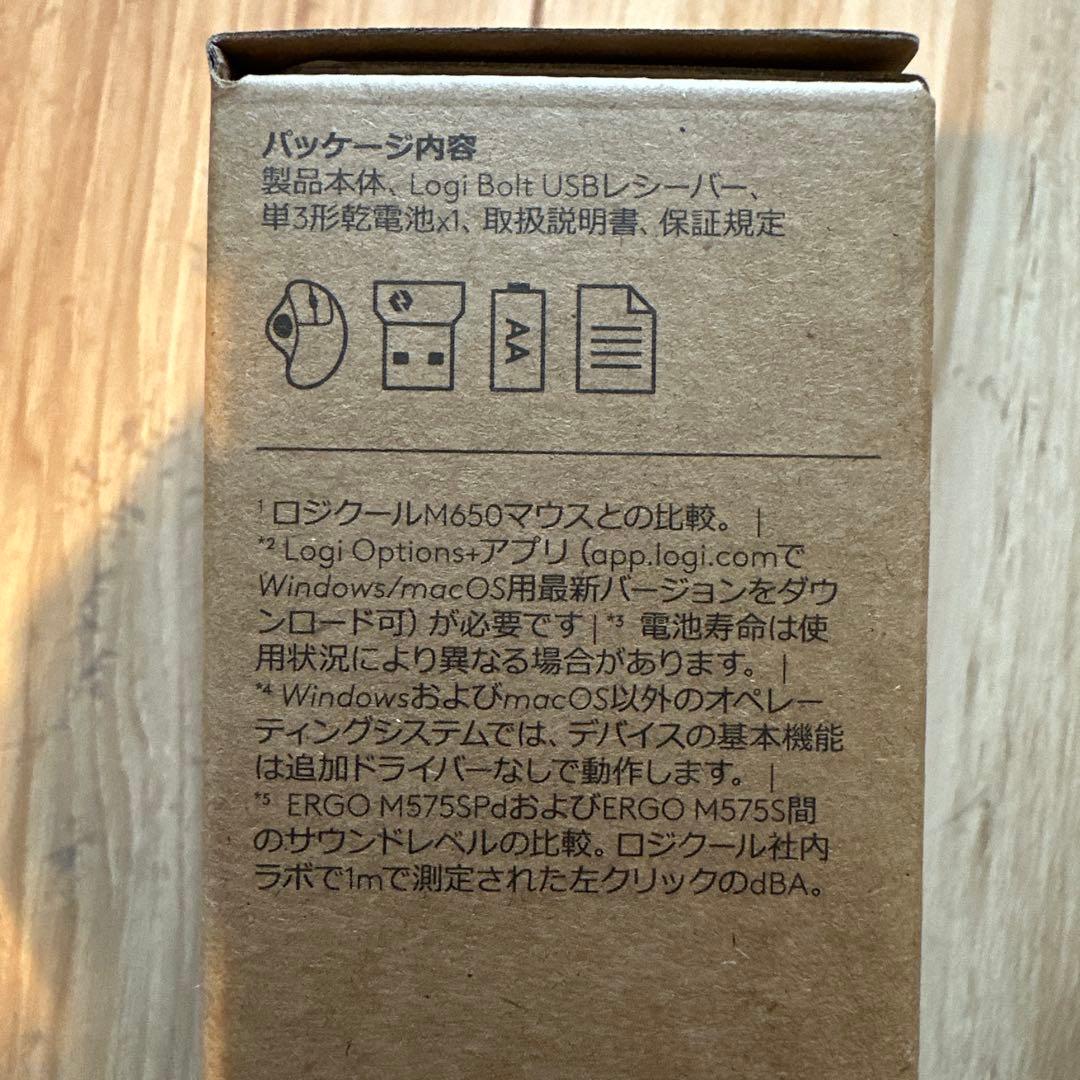 パッケージ内容
製品本体、Logi Bolt USBレシーバー、
単3形乾電池x1、取扱説明書、保証規定
AA
¹ ロジクールM650マウスとの比較。 |
*² Logi Options+アプリ（app.logi.comで
Windows/macOS用最新バージョンをダウ
ンロード可）が必要です | *³ 電池寿命は使
用状況により異なる場合があります。 |
*⁴ WindowsおよびmacOS以外のオペレー
ティングシステムでは、デバイスの基本機能
は追加ドライバーなしで動作します。 |
*⁵ ERGO M575SPdおよびERGO M575S間
のサウンドレベルの比較。ロジクール社内
ラボで1mで測定された左クリックのdBA。